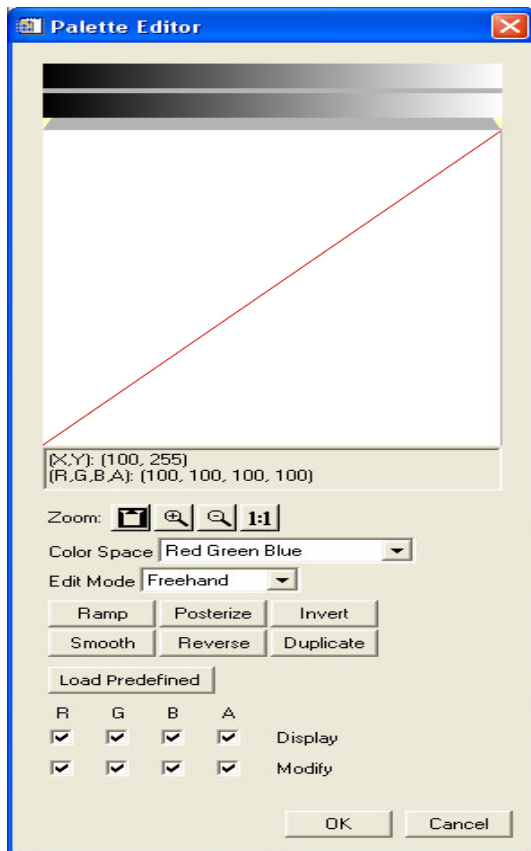 Palette Editor
(X,Y): (100, 255)
(R,G,B,A): (100, 100, 100, 100)
Zoom: 1:1
Color Space Red Green Blue
Edit Mode Freehand
Ramp Posterize Invert
Smooth Reverse Duplicate
Load Predefined
R G B A
Display
Modify
OK Cancel